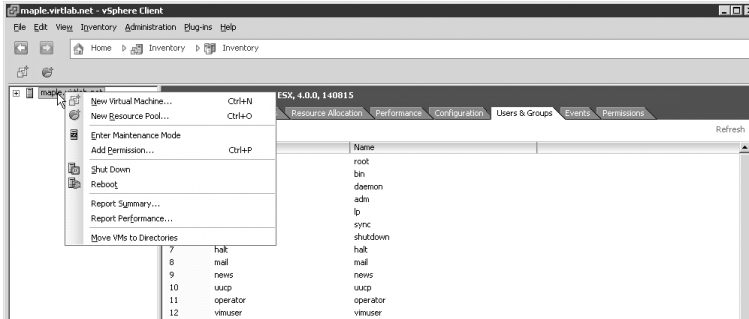 maple.virtlab.net - vSphere Client
File Edit View Inventory Administration Plug-ins Help
Home Inventory Inventory
ESX, 4.0.0, 140815
Resource Allocation Performance Configuration Users & Groups Events Permissions
Refresh
New Virtual Machine... Ctrl+N
New Resource Pool... Ctrl+O
Enter Maintenance Mode
Add Permission... Ctrl+P
Shut Down
Reboot
Report Summary...
Report Performance...
Move VMs to Directories
Name
root
bin
daemon
adm
lp
sync
shutdown
7 halt halt
8 mail mail
9 news news
10 uucp uucp
11 operator operator
12 vimuser vimuser